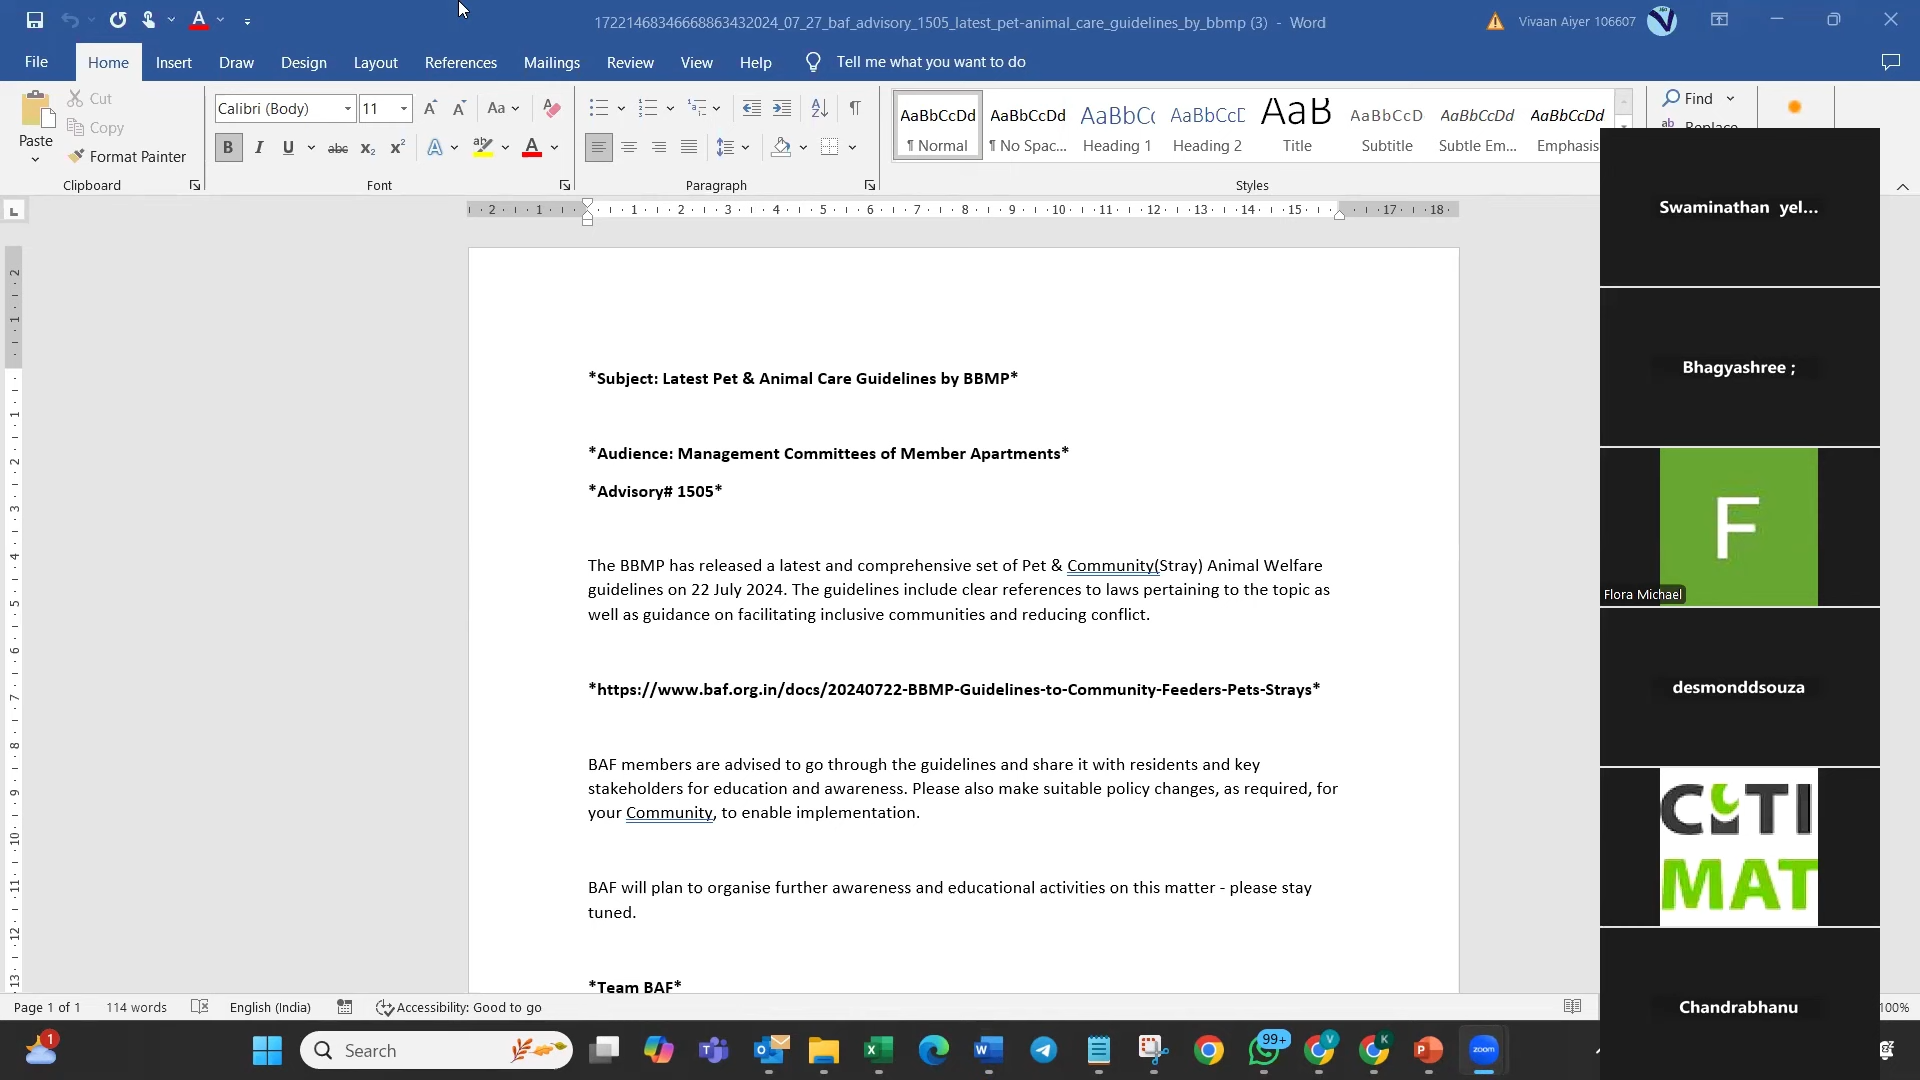 17221468346668863432024_07_27_baf_advisory_1505_latest_pet-animal_care_guidelines_by_bbmp (3) - Word
Vivaan Aiyer 106607
File Home Insert Draw Design Layout References Mailings Review View Help Tell me what you want to do
Paste
Cut
Copy
Format Painter
Clipboard
Calibri (Body) 11
Font
Paragraph
AaBbCcDd AaBbCcDd AaBbCc AaBbCcC AaB AaBbCcD AaBbCcDd AaBbCcDd
¶ Normal ¶ No Spac... Heading 1 Heading 2 Title Subtitle Subtle Em... Emphasis
Styles
Find
Replace
*Subject: Latest Pet & Animal Care Guidelines by BBMP*
*Audience: Management Committees of Member Apartments*
*Advisory# 1505*
The BBMP has released a latest and comprehensive set of Pet & Community(Stray) Animal Welfare
guidelines on 22 July 2024. The guidelines include clear references to laws pertaining to the topic as
well as guidance on facilitating inclusive communities and reducing conflict.
*https://www.baf.org.in/docs/20240722-BBMP-Guidelines-to-Community-Feeders-Pets-Strays*
BAF members are advised to go through the guidelines and share it with residents and key
stakeholders for education and awareness. Please also make suitable policy changes, as required, for
your Community, to enable implementation.
BAF will plan to organise further awareness and educational activities on this matter - please stay
tuned.
*Team BAF*
Swaminathan yel...
Bhagyashree ;
F
Flora Michael
desmonddsouza
CiTI
MAT
Chandrabhanu
Page 1 of 1 114 words English (India) Accessibility: Good to go 100%
1
Search
99+
V
K
zoom